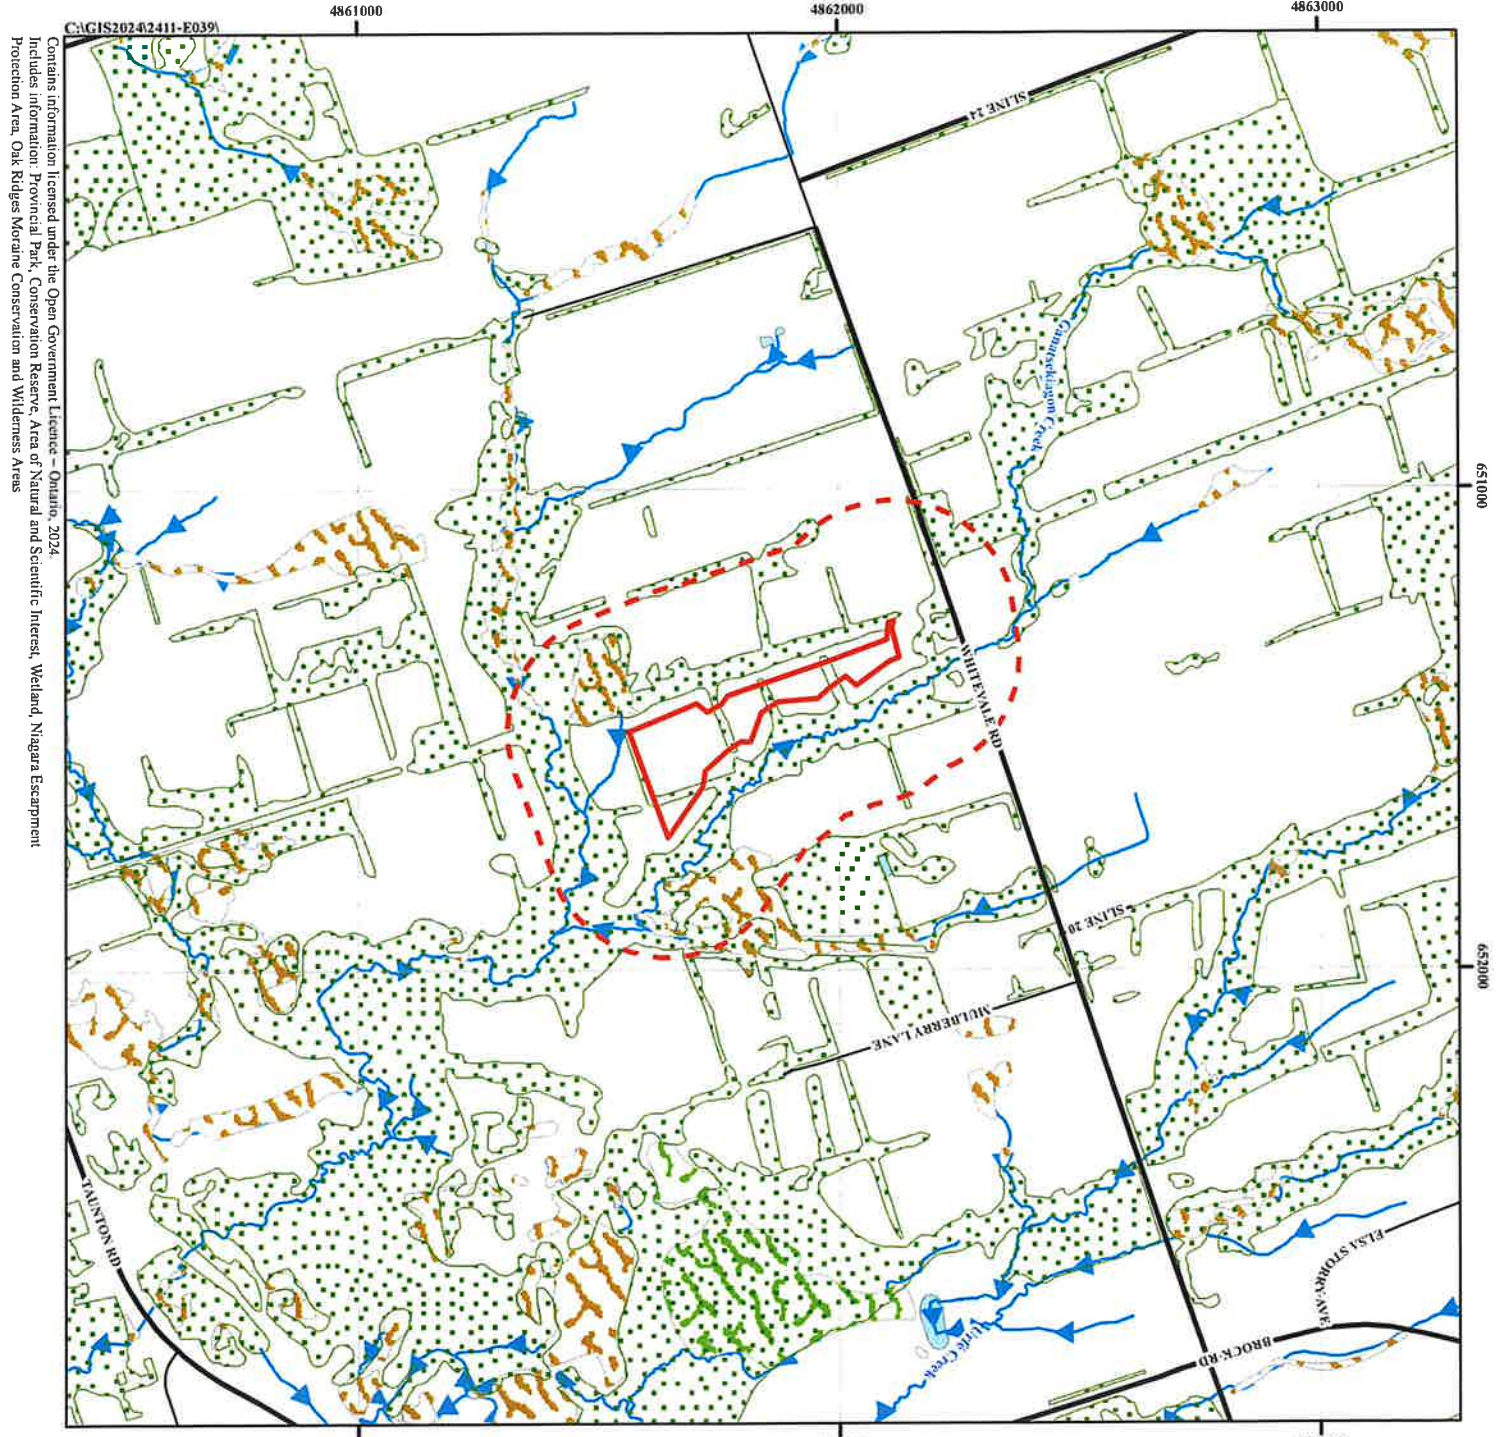 4861000
4862000
4863000
C:\GIS2024\2411-E039\
Contains information licensed under the Open Government Licence – Ontario, 2024.
Includes information: Provincial Park, Conservation Reserve, Area of Natural and Scientific Interest, Wetland, Niagara Escarpment
Protection Area, Oak Ridges Moraine Conservation and Wilderness Areas
SLINE 24
Ganatsekiagon Creek
651000
WHITEVALE RD
SLINE 20
652000
MULBERRY LANE
TAUNTON RD
ELSA STORRY AVE
BROCK RD
Urfe Creek